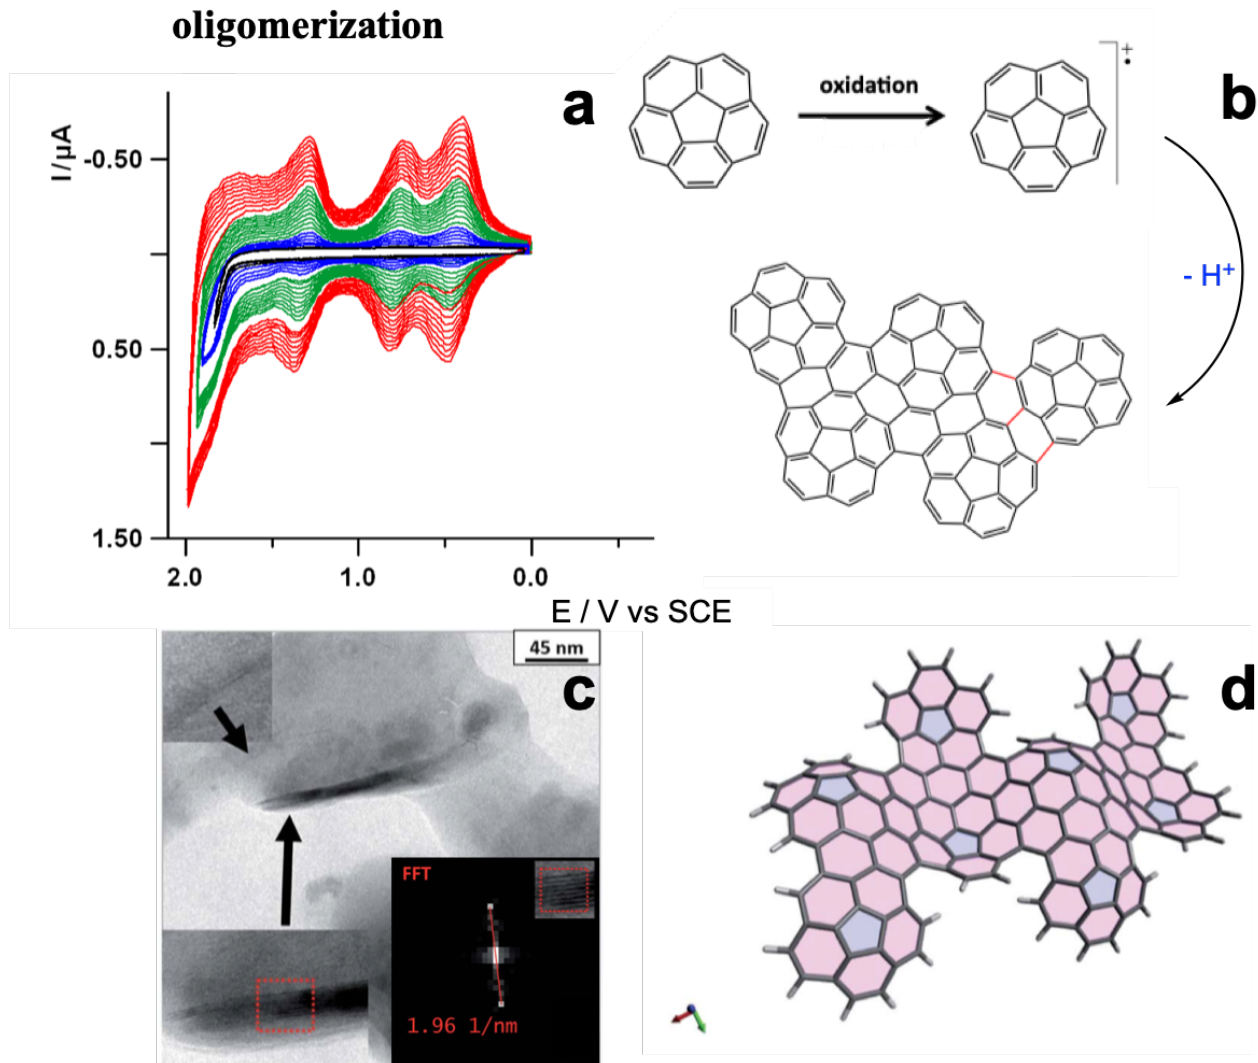 oligomerization
a
I/μA
-0.50
0.50
1.50
2.0
1.0
0.0
E / V vs SCE
oxidation
+
•
b
- H+
45 nm
c
FFT
1.96 1/nm
d